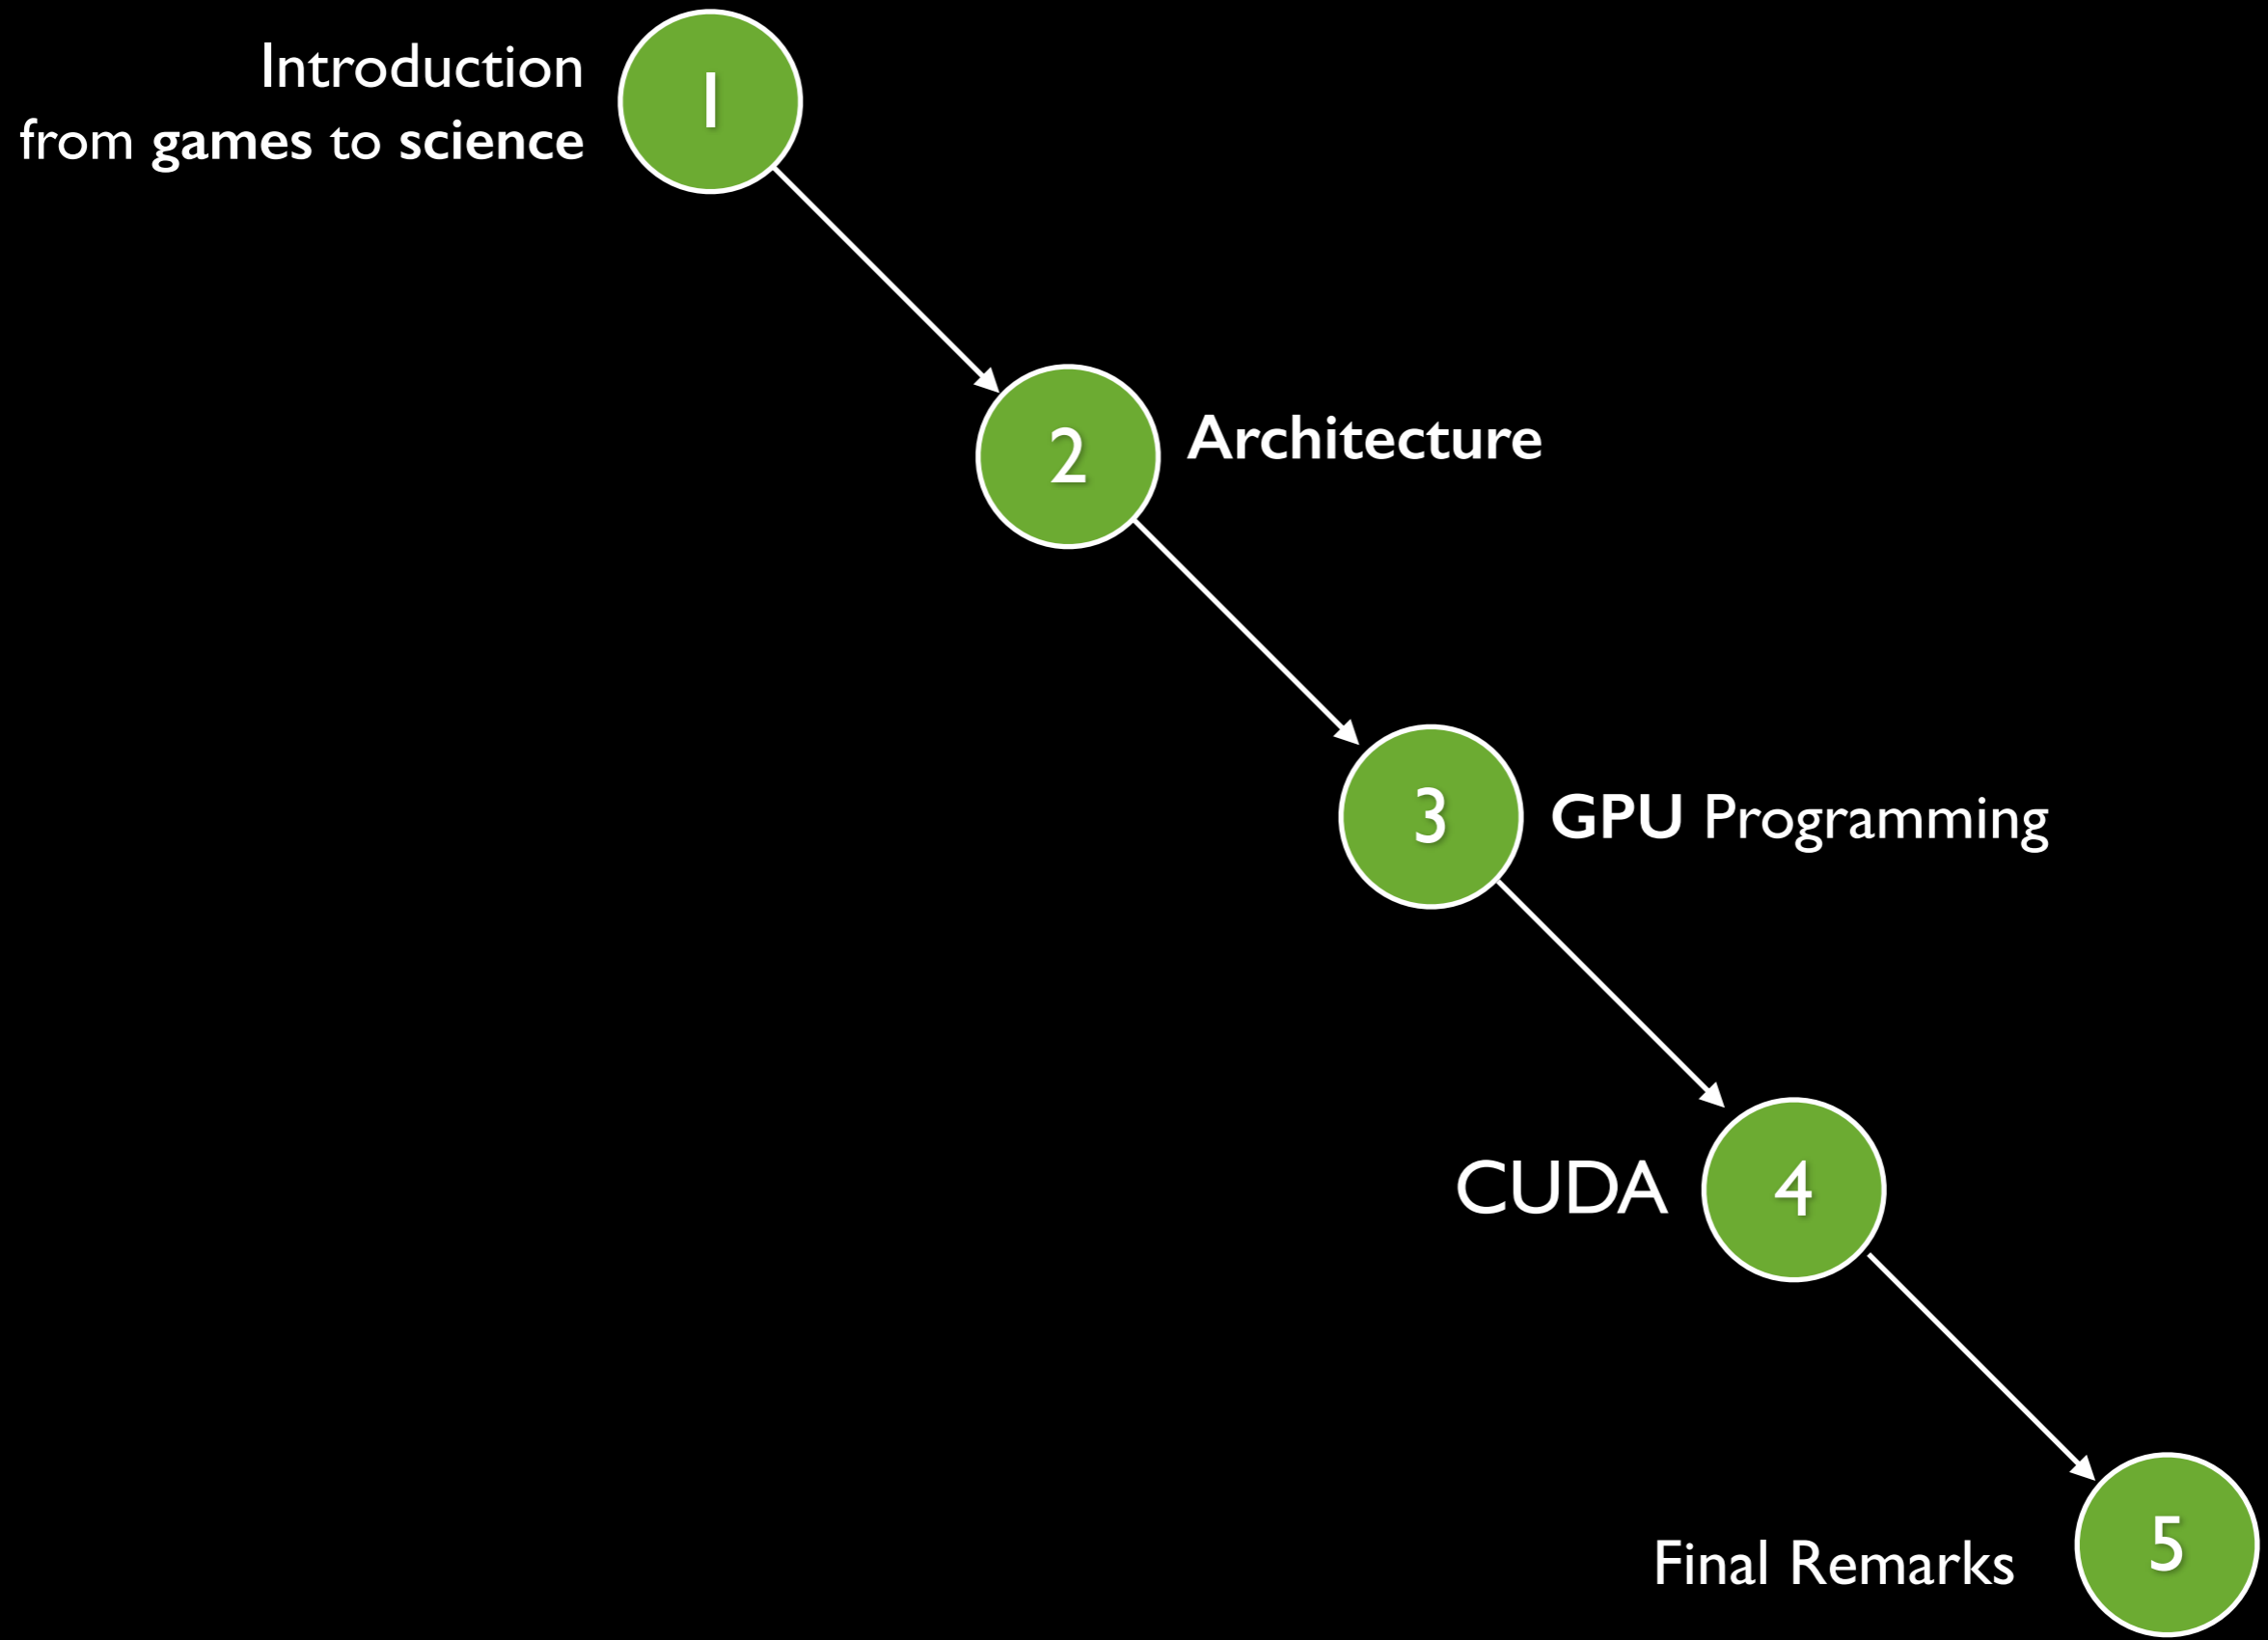 Introduction
from games to science
1
2
Architecture
3
GPU Programming
CUDA
4
Final Remarks
5